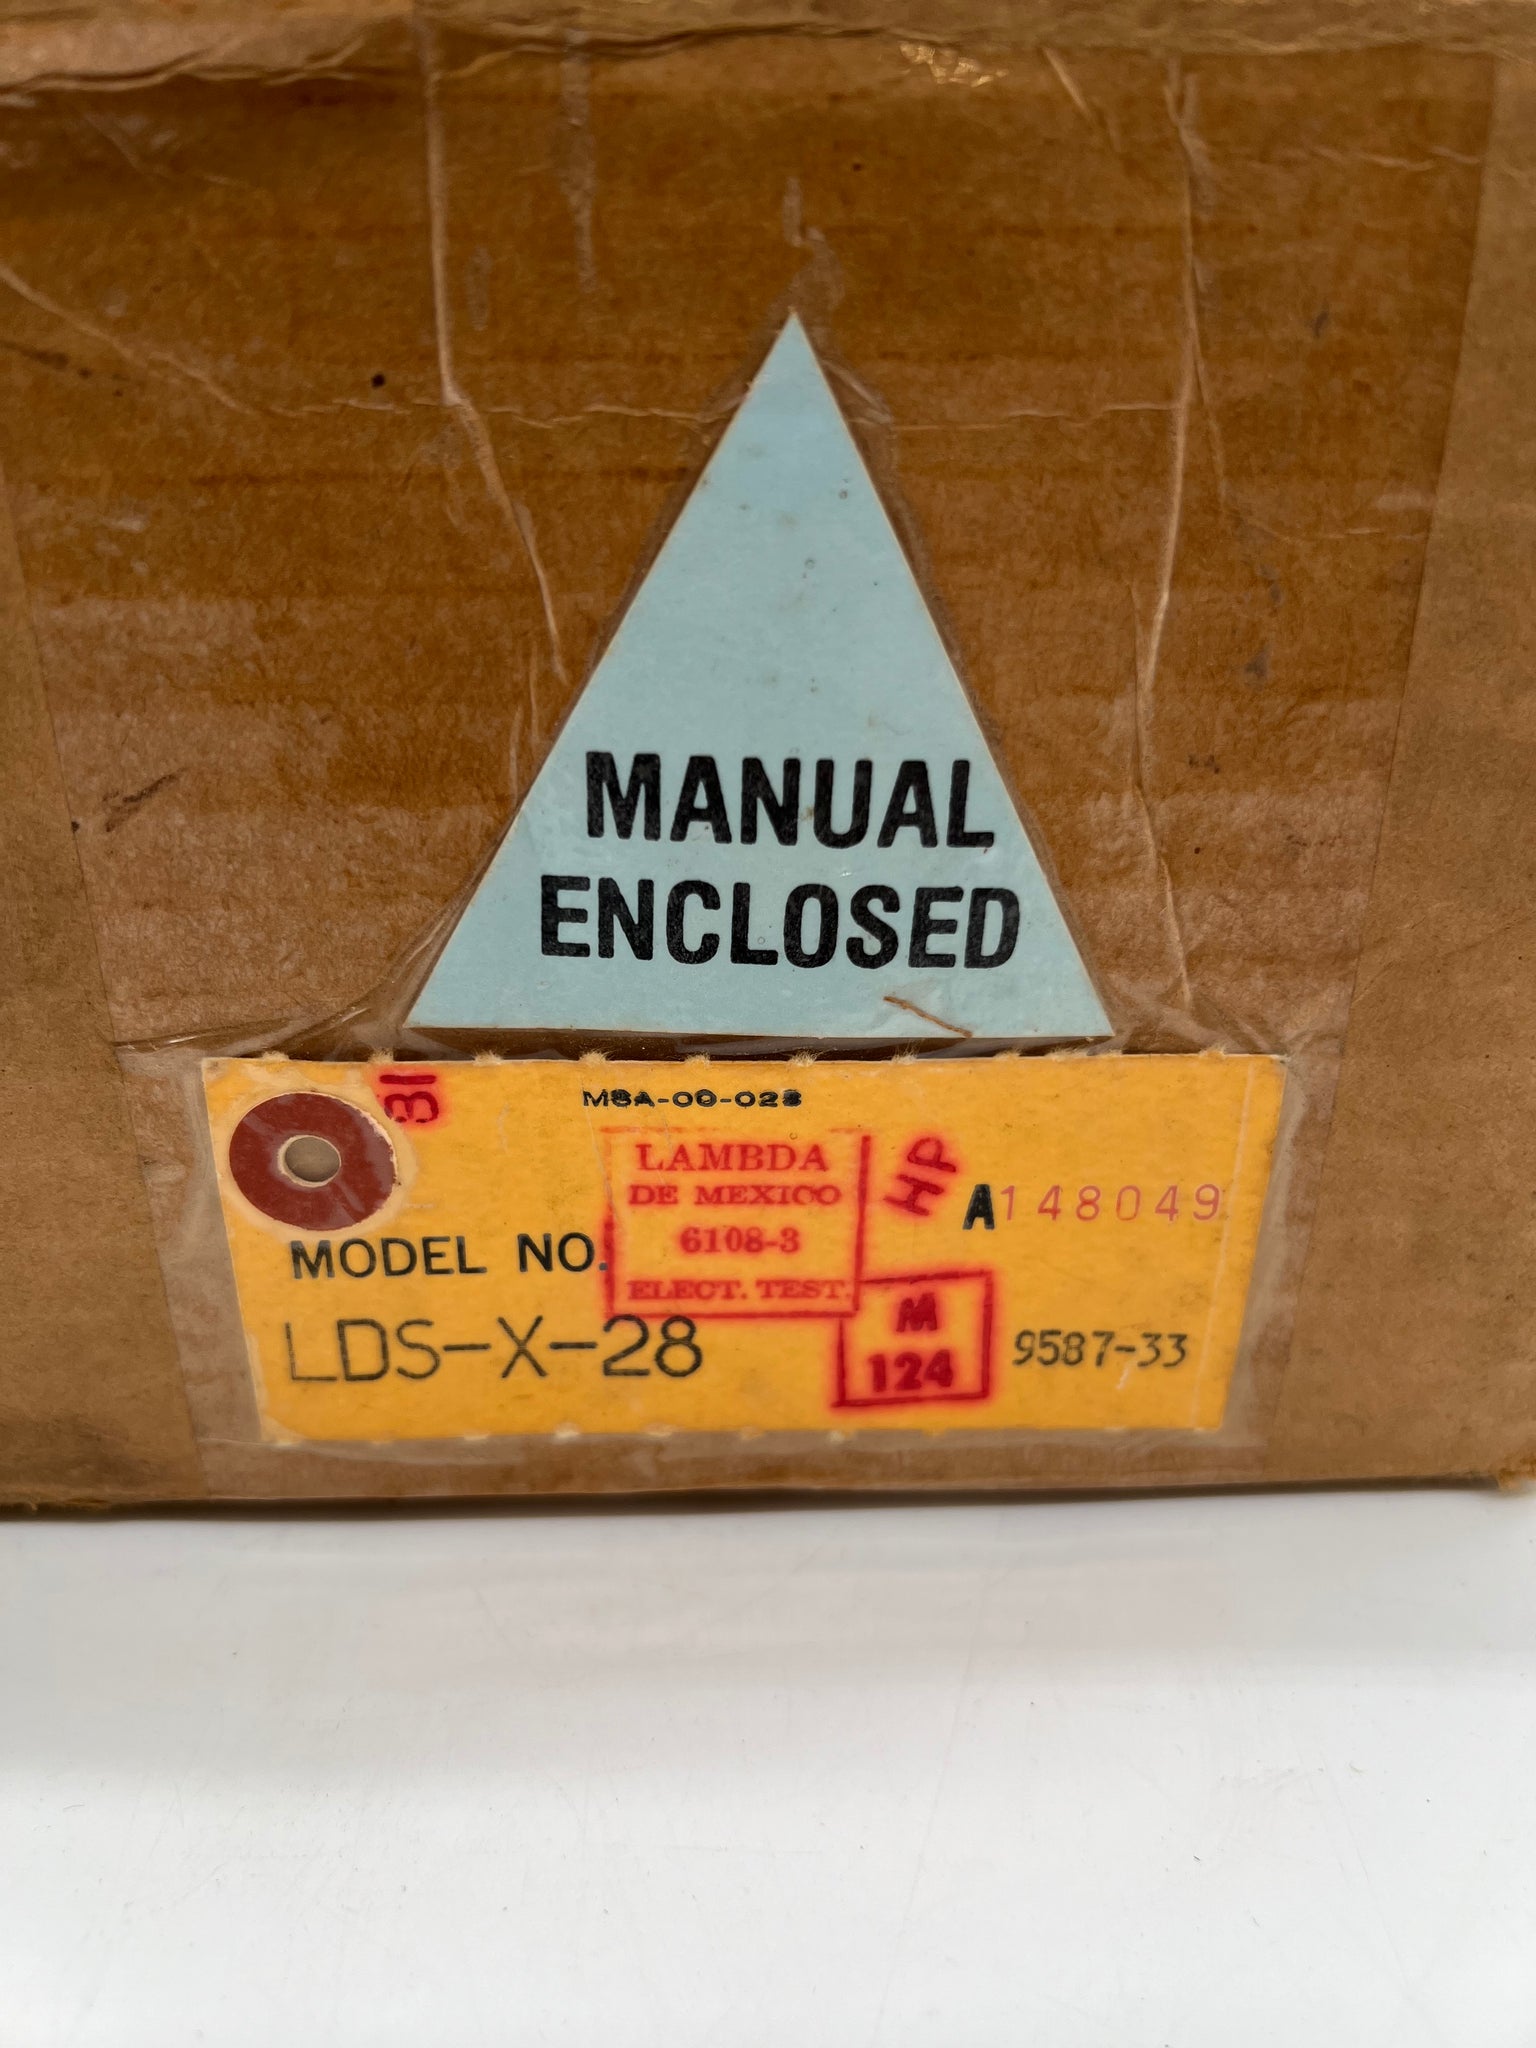 MANUAL
ENCLOSED
31
MSA-00-028
LAMBDA
DE MEXICO
6108-3
ELECT. TEST.
HP
A148049
MODEL NO.
LDS-X-28
M
124
9587-33